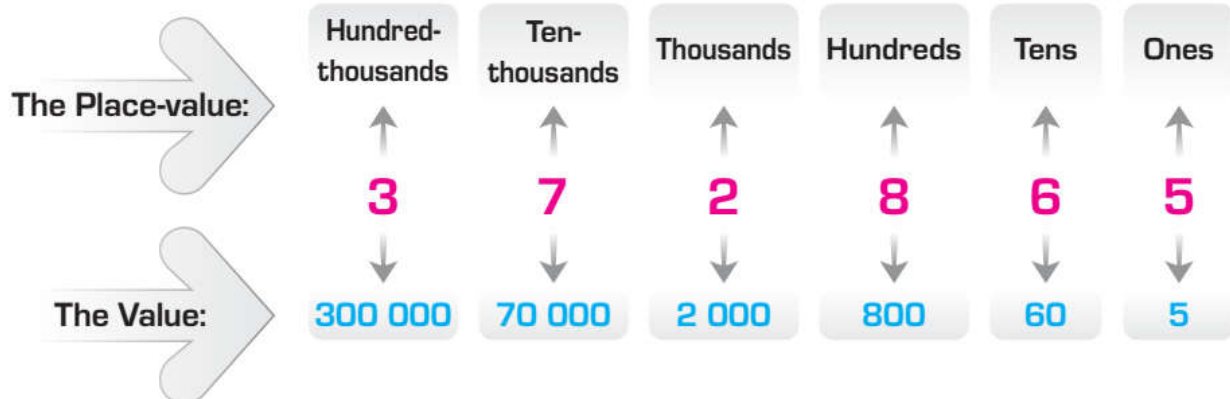 Hundred-
thousands
Ten-
thousands
Thousands
Hundreds
Tens
Ones
The Place-value:
3 7 2 8 6 5
The Value:
300 000 70 000 2 000 800 60 5